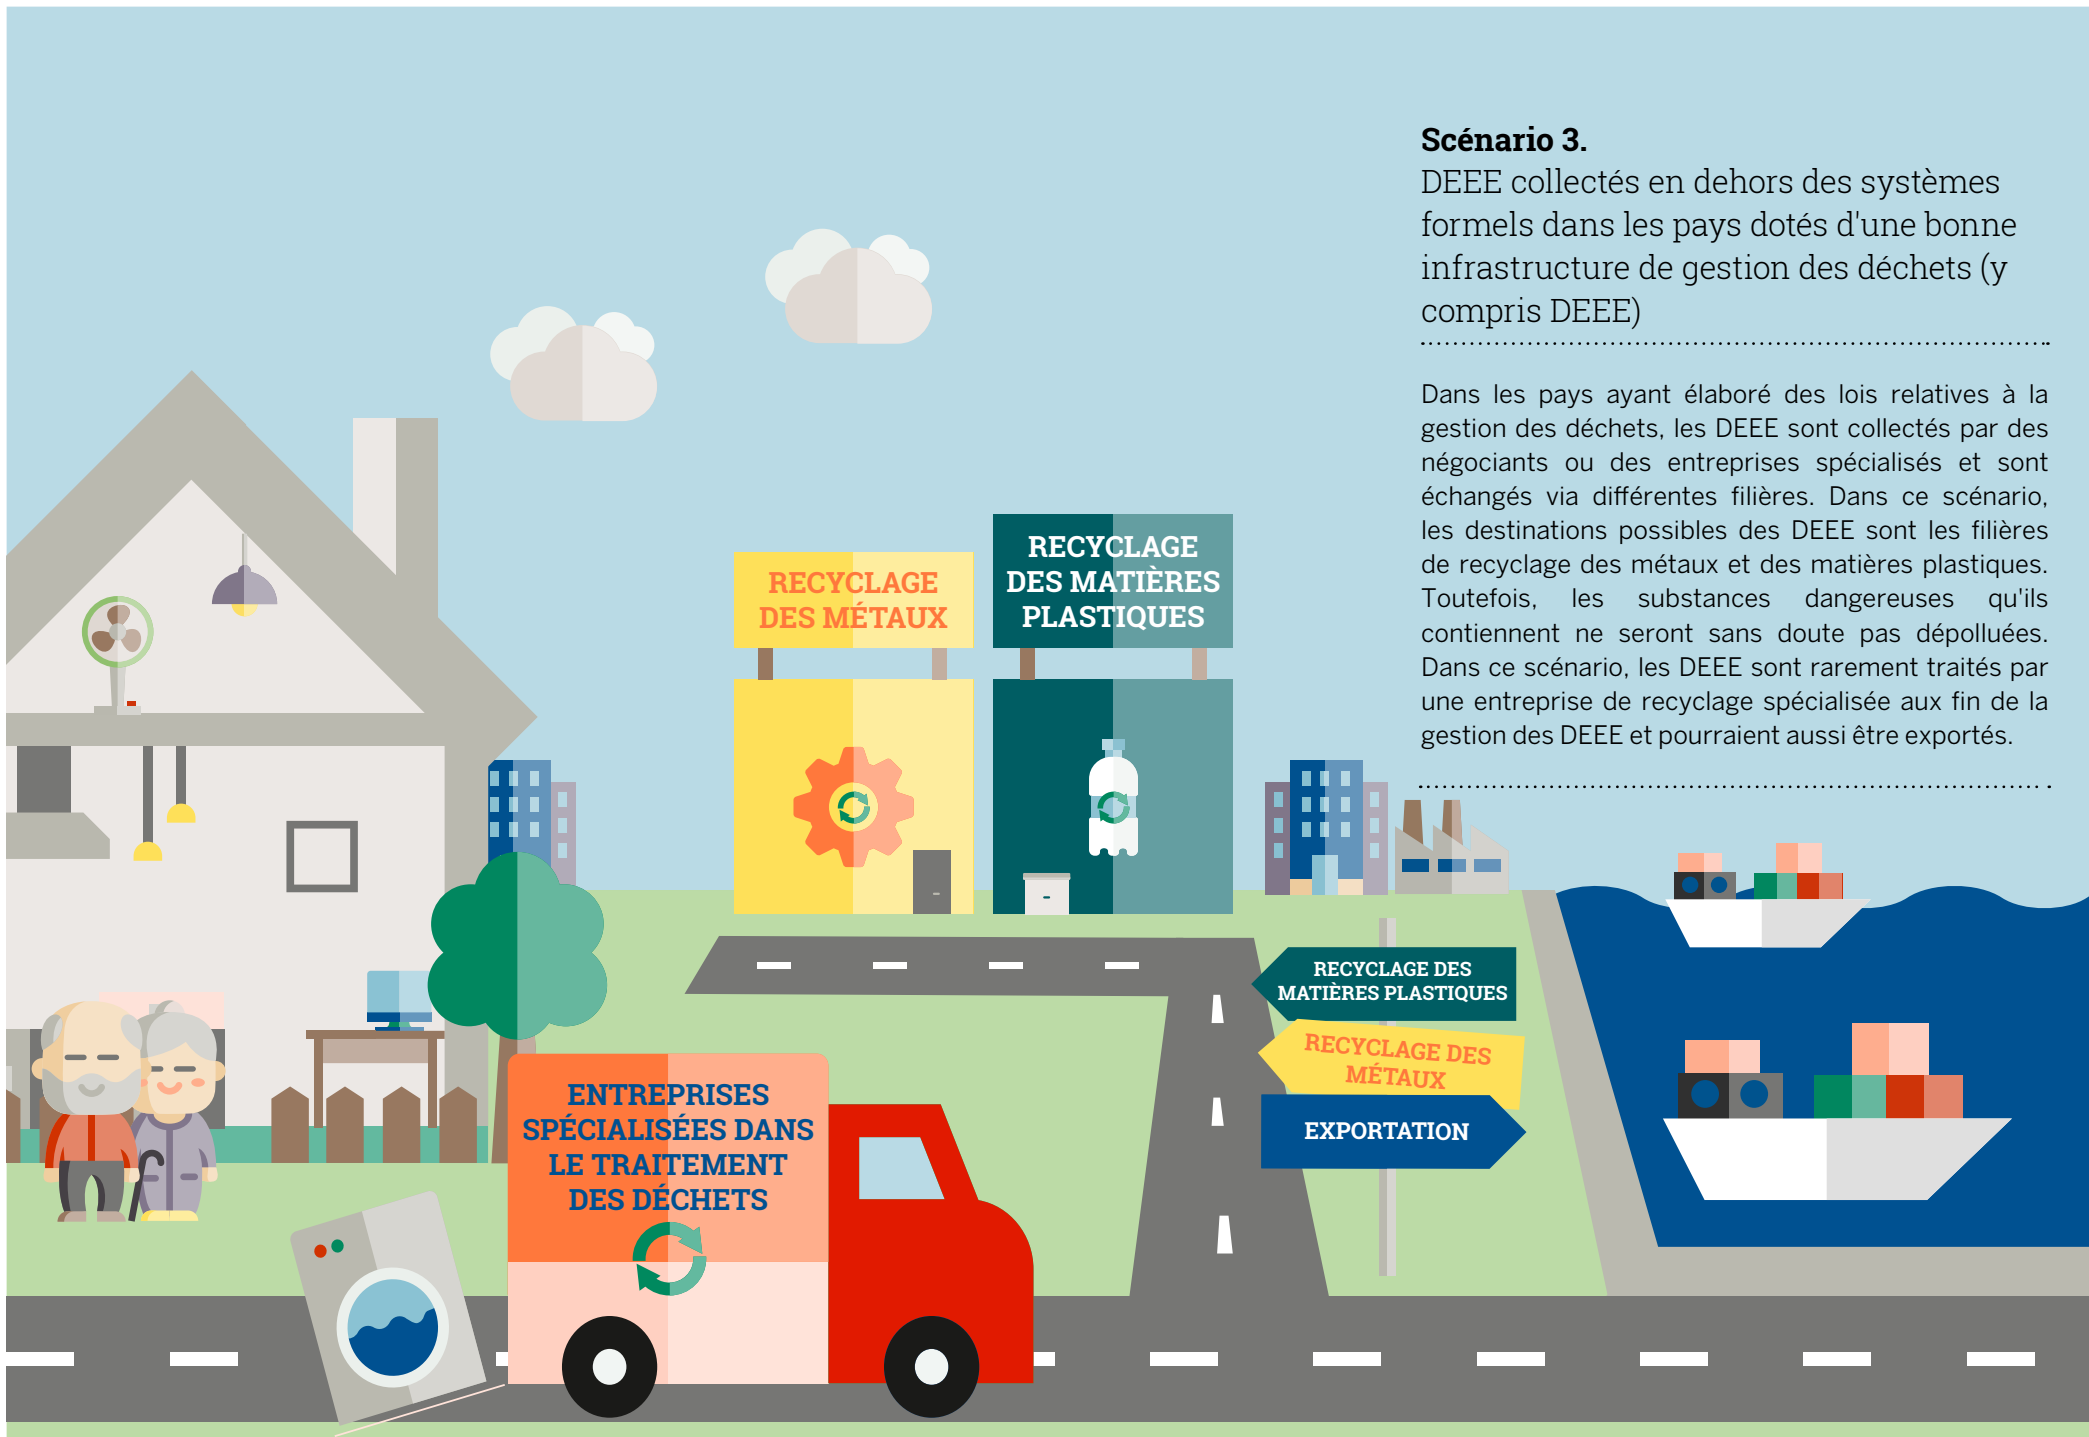 Scénario 3.
DEEE collectés en dehors des systèmes
formels dans les pays dotés d'une bonne
infrastructure de gestion des déchets (y
compris DEEE)
Dans les pays ayant élaboré des lois relatives à la
gestion des déchets, les DEEE sont collectés par des
négociants ou des entreprises spécialisés et sont
échangés via différentes filières. Dans ce scénario,
les destinations possibles des DEEE sont les filières
de recyclage des métaux et des matières plastiques.
Toutefois, les substances dangereuses qu'ils
contiennent ne seront sans doute pas dépolluées.
Dans ce scénario, les DEEE sont rarement traités par
une entreprise de recyclage spécialisée aux fin de la
gestion des DEEE et pourraient aussi être exportés.
RECYCLAGE
DES MÉTAUX
RECYCLAGE
DES MATIÈRES
PLASTIQUES
RECYCLAGE DES
MATIÈRES PLASTIQUES
RECYCLAGE DES
MÉTAUX
EXPORTATION
ENTREPRISES
SPÉCIALISÉES DANS
LE TRAITEMENT
DES DÉCHETS